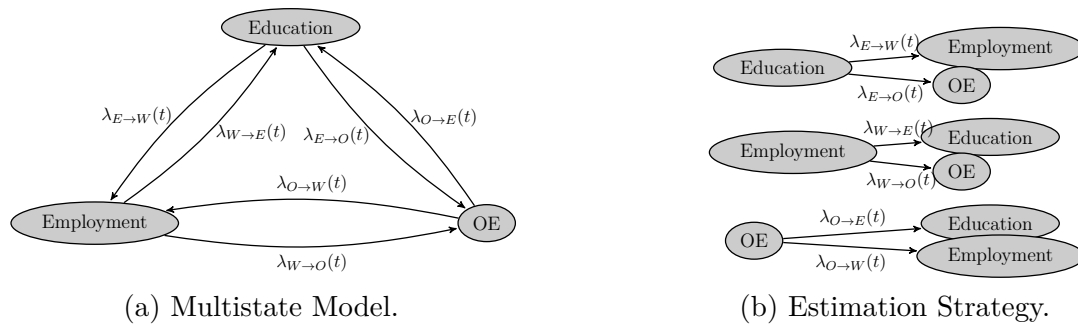 Education
λ_{E→W}(t)
λ_{W→E}(t)
λ_{E→O}(t)
λ_{O→E}(t)
λ_{O→W}(t)
Employment
OE
λ_{W→O}(t)
(a) Multistate Model.
Education
λ_{E→W}(t)
Employment
λ_{E→O}(t)
OE
Employment
λ_{W→E}(t)
Education
λ_{W→O}(t)
OE
OE
λ_{O→E}(t)
Education
λ_{O→W}(t)
Employment
(b) Estimation Strategy.